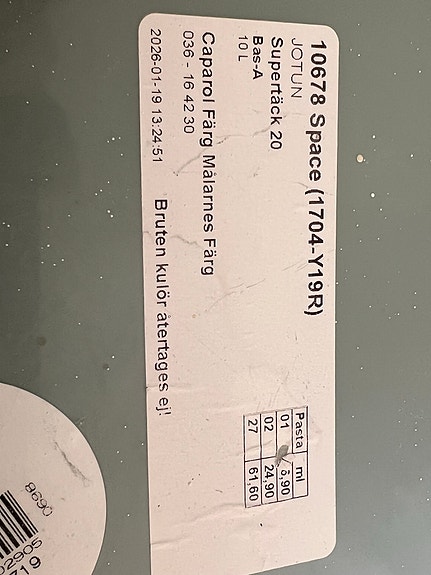 10678 Space (1704-Y19R)
JOTUN
Supertäck 20
Bas-A
10 L
Pasta ml
01 5,90
02 24,90
27 61,60
Caparol Färg Målarnes Färg
036 - 16 42 30
2026-01-19 13:24:51 Bruten kulör återtages ej!